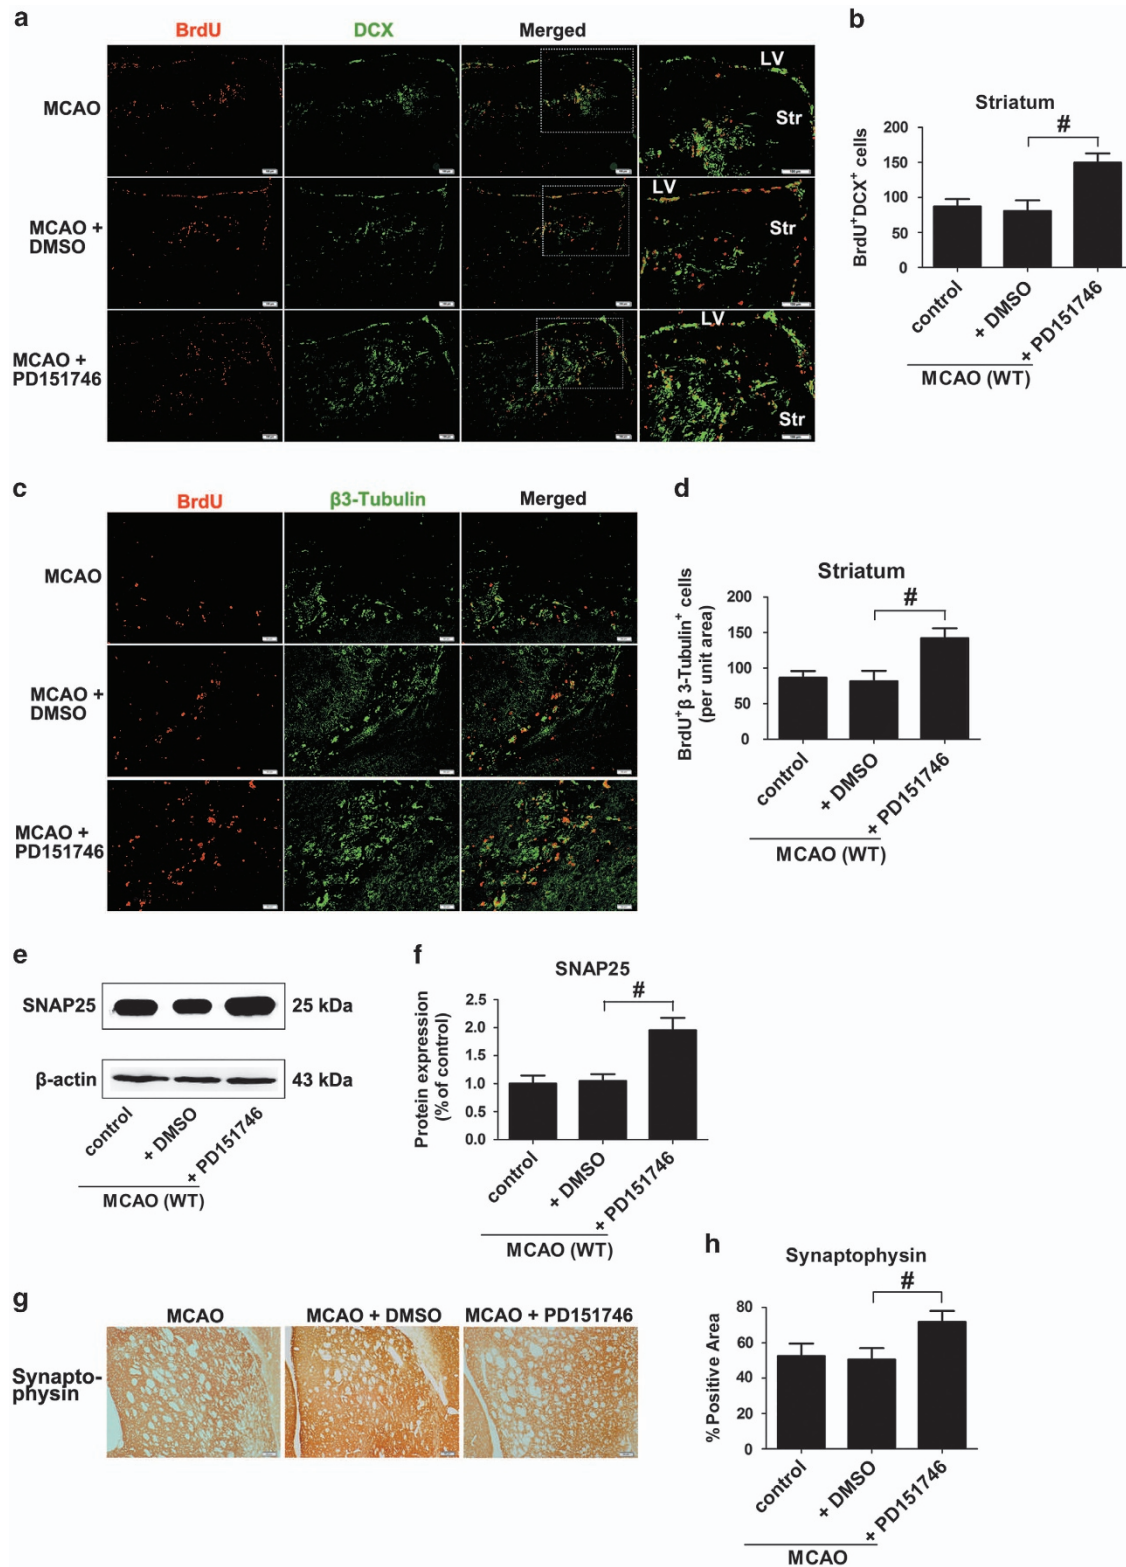 a
BrdU DCX Merged
MCAO
LV
Str
MCAO +
DMSO
LV
Str
MCAO +
PD151746
LV
Str
b
Striatum
#
BrdU⁺DCX⁺ cells
200
150
100
50
0
control
+ DMSO
+ PD151746
MCAO (WT)
c
BrdU β3-Tubulin Merged
MCAO
MCAO +
DMSO
MCAO +
PD151746
d
Striatum
#
BrdU⁺β 3-Tubulin⁺ cells
(per unit area)
200
150
100
50
0
control
+ DMSO
+ PD151746
MCAO (WT)
e
SNAP25 25 kDa
β-actin 43 kDa
control
+ DMSO
+ PD151746
MCAO (WT)
f
SNAP25
#
Protein expression
(% of control)
2.5
2.0
1.5
1.0
0.5
0.0
control
+ DMSO
+ PD151746
MCAO (WT)
g
MCAO MCAO + DMSO MCAO + PD151746
Synapto-
physin
h
Synaptophysin
#
% Positive Area
80
60
40
20
0
control
+ DMSO
+ PD151746
MCAO